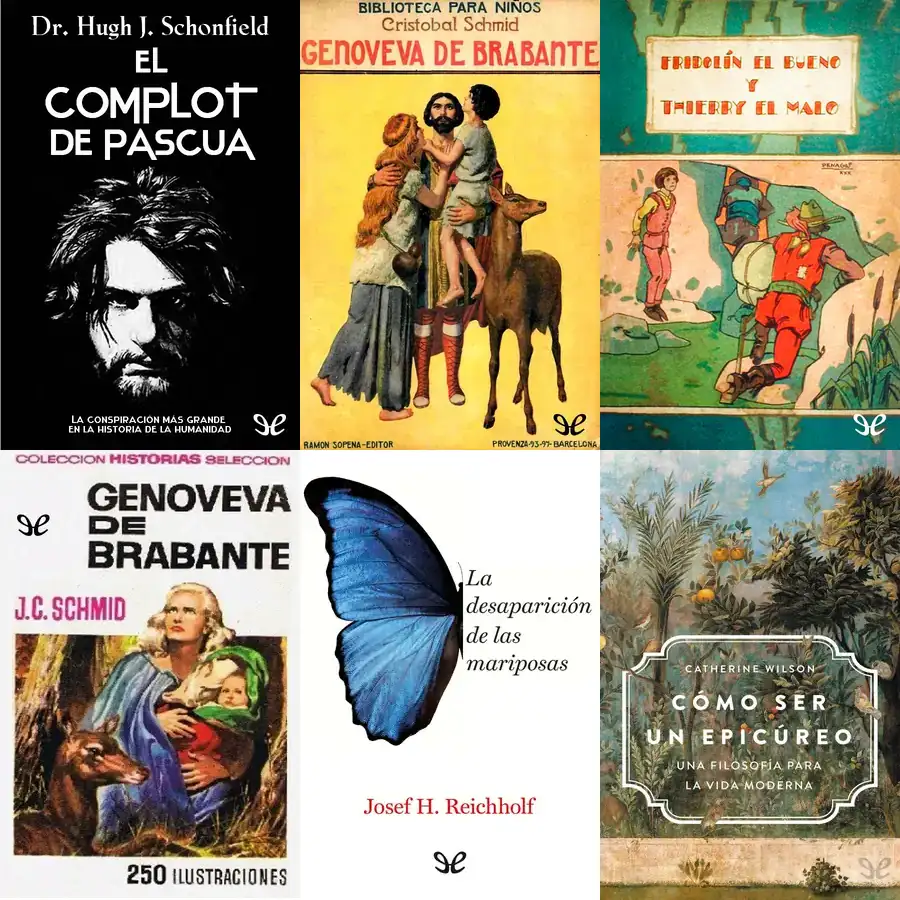 Dr. Hugh J. Schonfield
EL
COMPLOT
DE PASCUA
LA CONSPIRACIÓN MÁS GRANDE
EN LA HISTORIA DE LA HUMANIDAD
BIBLIOTECA PARA NIÑOS
Cristobal Schmid
GENOVEVA DE BRABANTE
RAMON SOPENA-EDITOR
PROVENZA-93-97-BARCELONA
FRIDOLÍN EL BUENO
Y
THIERRY EL MALO
PENAGOS
XXX
COLECCION HISTORIAS SELECCION
GENOVEVA
DE
BRABANTE
J.C. SCHMID
250 ILUSTRACIONES
La
desaparición
de las
mariposas
Josef H. Reichholf
CATHERINE WILSON
CÓMO SER
UN EPICÚREO
UNA FILOSOFÍA PARA
LA VIDA MODERNA